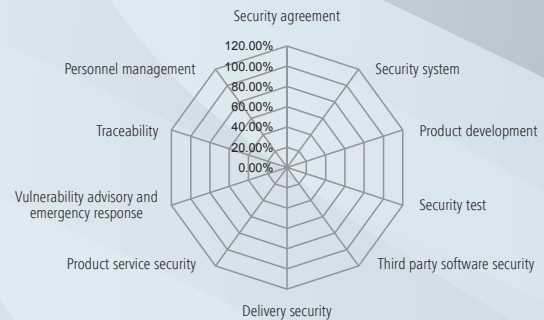 Security agreement
120.00%
100.00%
80.00%
60.00%
40.00%
20.00%
0.00%
Security system
Product development
Security test
Third party software security
Delivery security
Product service security
Vulnerability advisory and
emergency response
Traceability
Personnel management